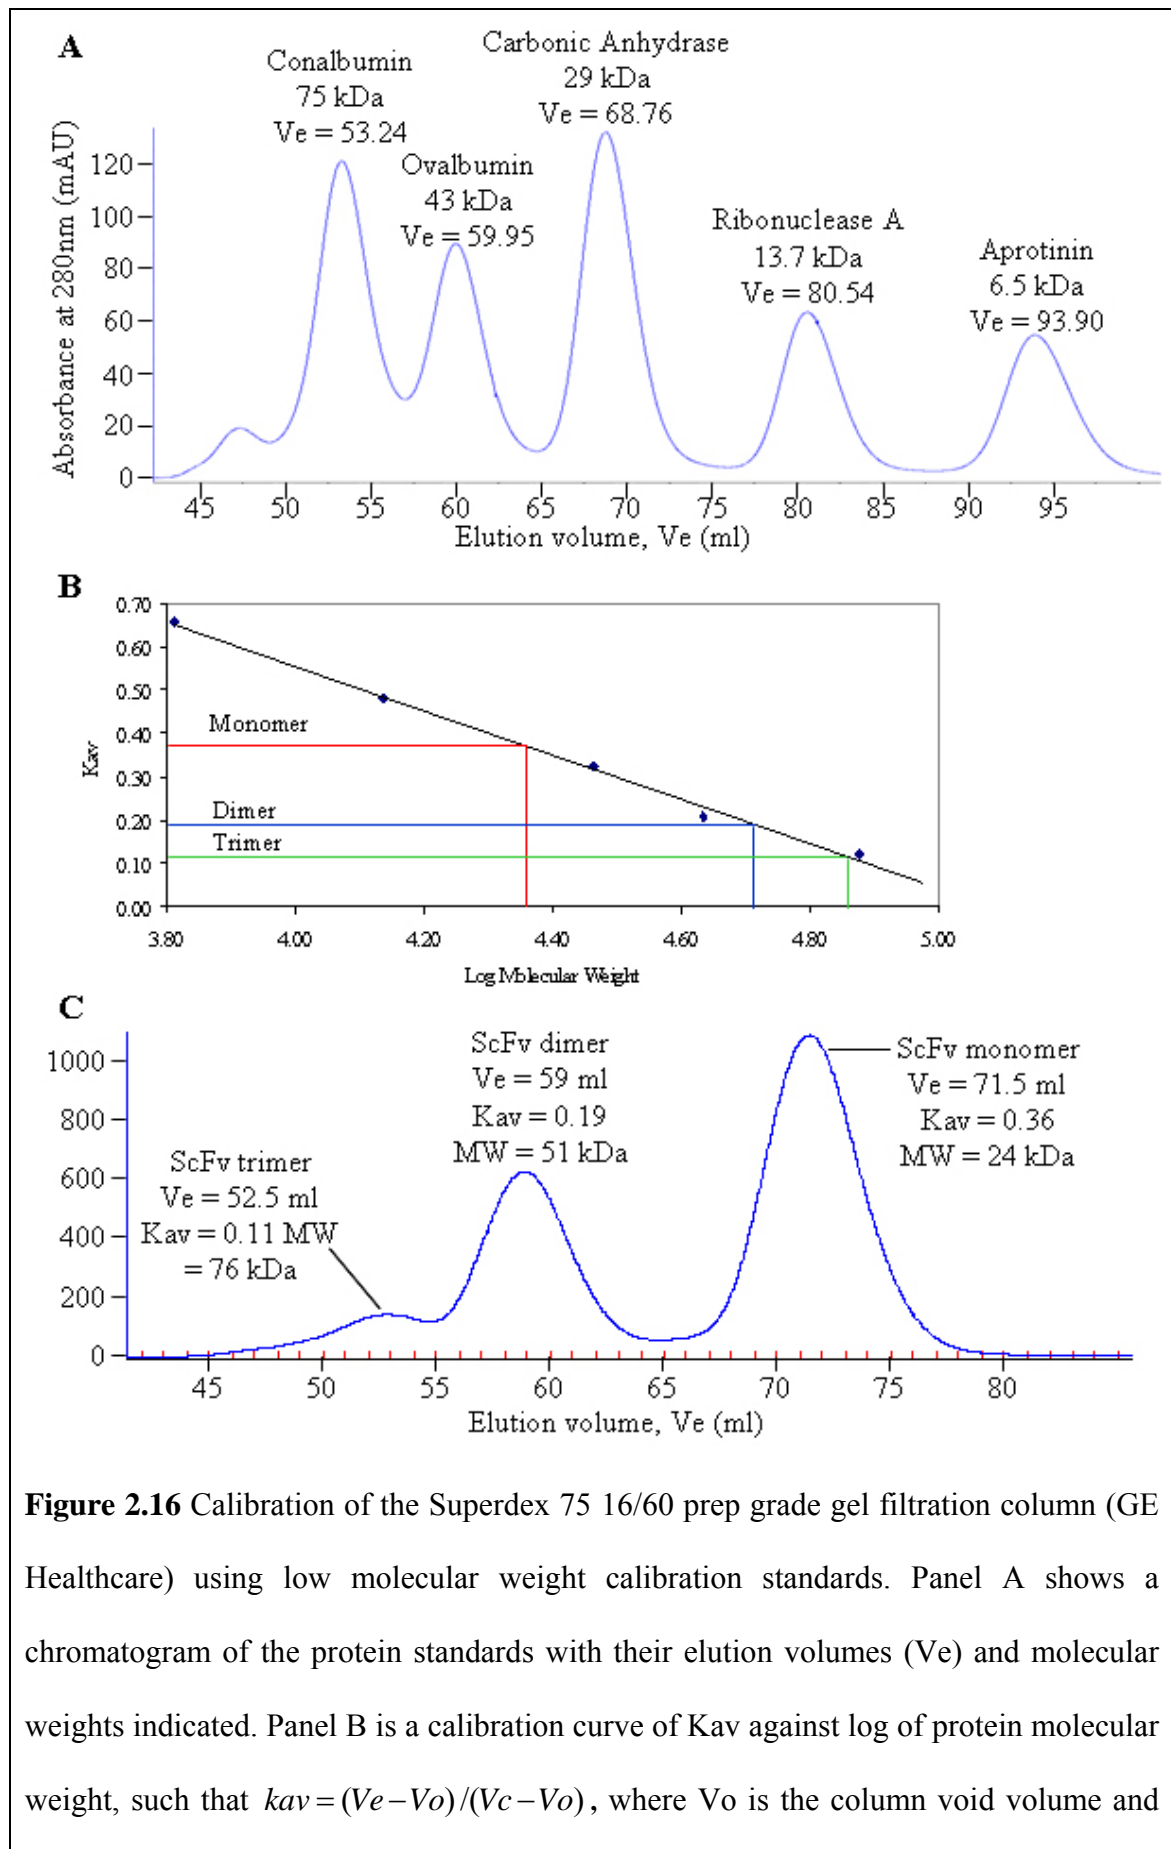 A
Conalbumin
75 kDa
Ve = 53.24
Ovalbumin
43 kDa
Ve = 59.95
Carbonic Anhydrase
29 kDa
Ve = 68.76
Ribonuclease A
13.7 kDa
Ve = 80.54
Aprotinin
6.5 kDa
Ve = 93.90
Absorbance at 280nm (mAU)
120
100
80
60
40
20
0
45 50 55 60 65 70 75 80 85 90 95
Elution volume, Ve (ml)
B
Kav
0.70
0.60
0.50
0.40
0.30
0.20
0.10
0.00
Monomer
Dimer
Trimer
3.80 4.00 4.20 4.40 4.60 4.80 5.00
Log Molecular Weight
C
1000
800
600
400
200
0
ScFv trimer
Ve = 52.5 ml
Kav = 0.11 MW
= 76 kDa
ScFv dimer
Ve = 59 ml
Kav = 0.19
MW = 51 kDa
ScFv monomer
Ve = 71.5 ml
Kav = 0.36
MW = 24 kDa
45 50 55 60 65 70 75 80
Elution volume, Ve (ml)
Figure 2.16 Calibration of the Superdex 75 16/60 prep grade gel filtration column (GE
Healthcare) using low molecular weight calibration standards. Panel A shows a
chromatogram of the protein standards with their elution volumes (Ve) and molecular
weights indicated. Panel B is a calibration curve of Kav against log of protein molecular
weight, such that kav = (Ve − Vo) /(Vc − Vo) , where Vo is the column void volume and